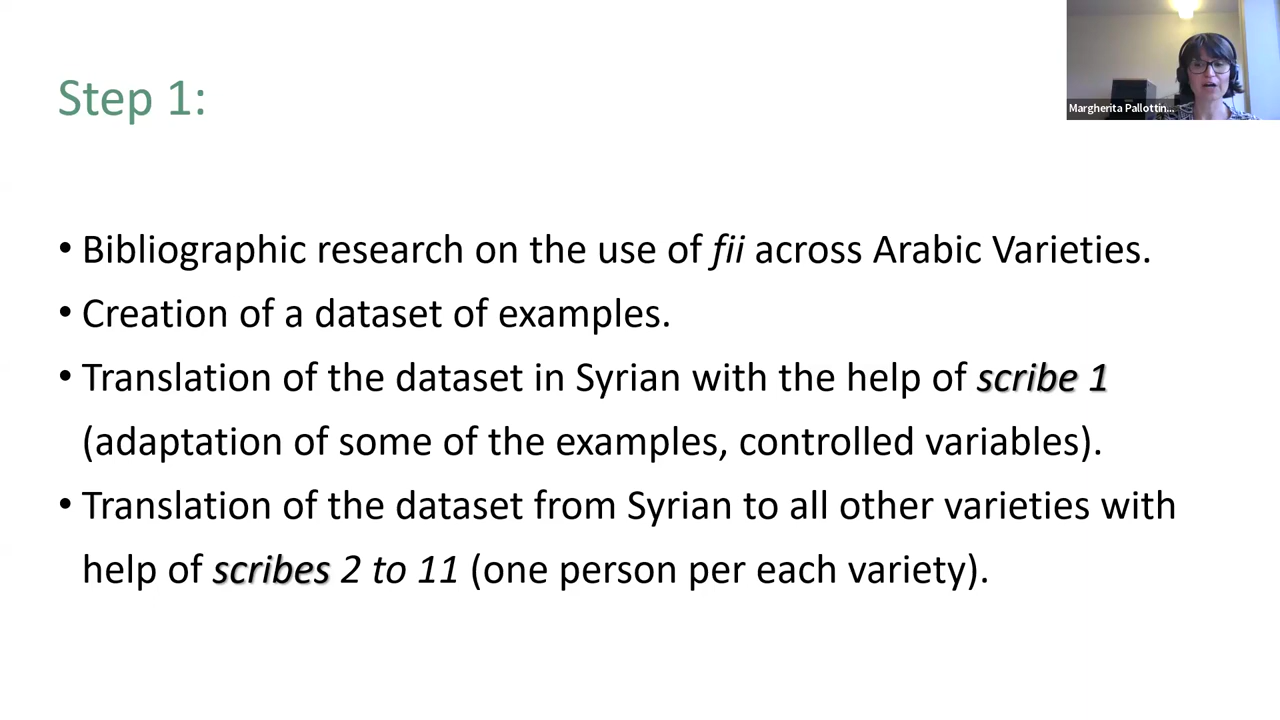 Step 1:
Margherita Pallottin...
• Bibliographic research on the use of fii across Arabic Varieties.
• Creation of a dataset of examples.
• Translation of the dataset in Syrian with the help of scribe 1
(adaptation of some of the examples, controlled variables).
• Translation of the dataset from Syrian to all other varieties with
help of scribes 2 to 11 (one person per each variety).